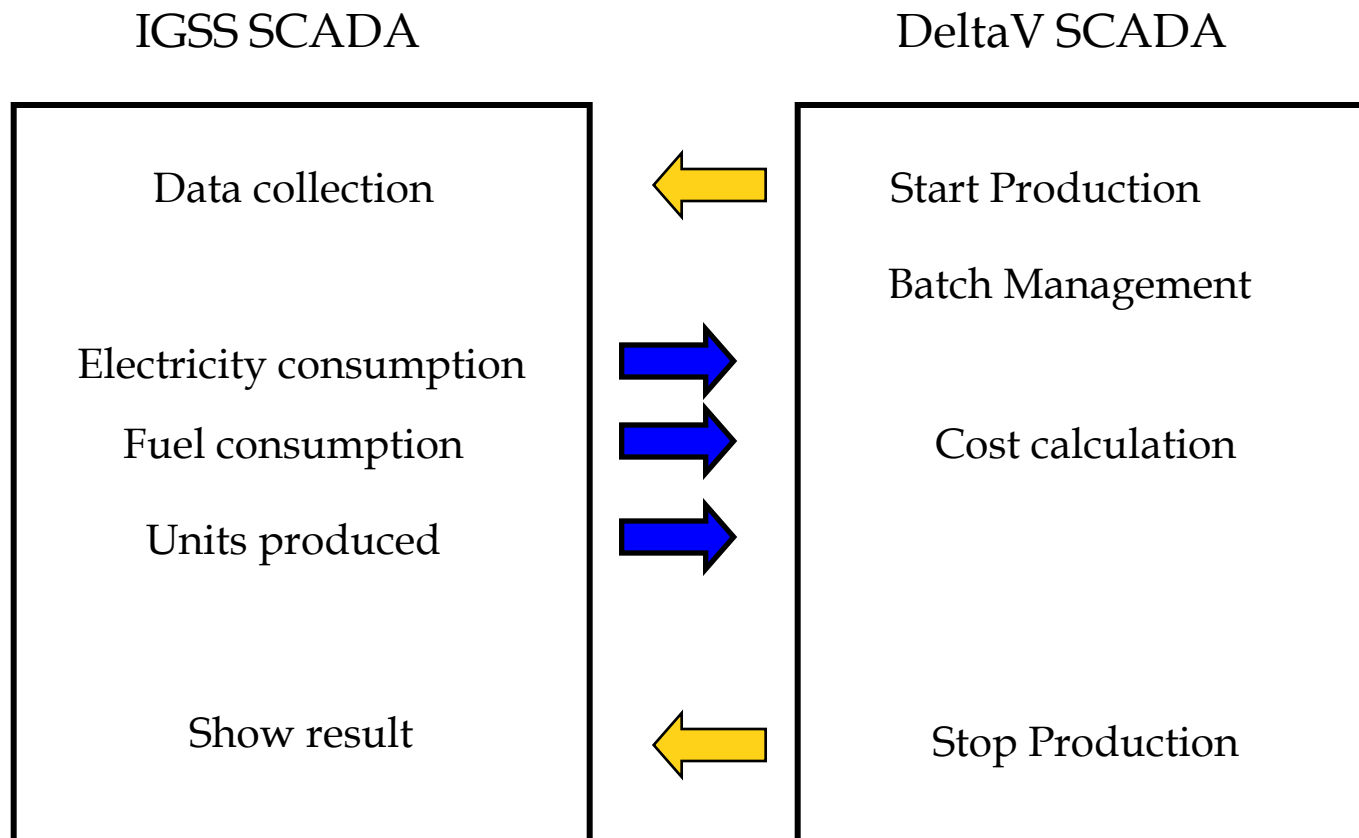 IGSS SCADA
DeltaV SCADA
Data collection
Start Production
Batch Management
Electricity consumption
Fuel consumption
Cost calculation
Units produced
Show result
Stop Production